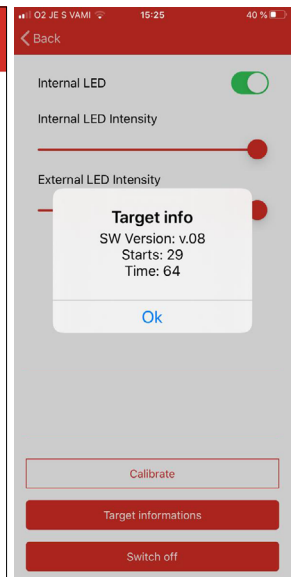 O2 JE S VAMI 15:25 40 %
Back
Internal LED
Internal LED Intensity
External LED Intensity
Target info
SW Version: v.08
Starts: 29
Time: 64
Ok
Calibrate
Target informations
Switch off